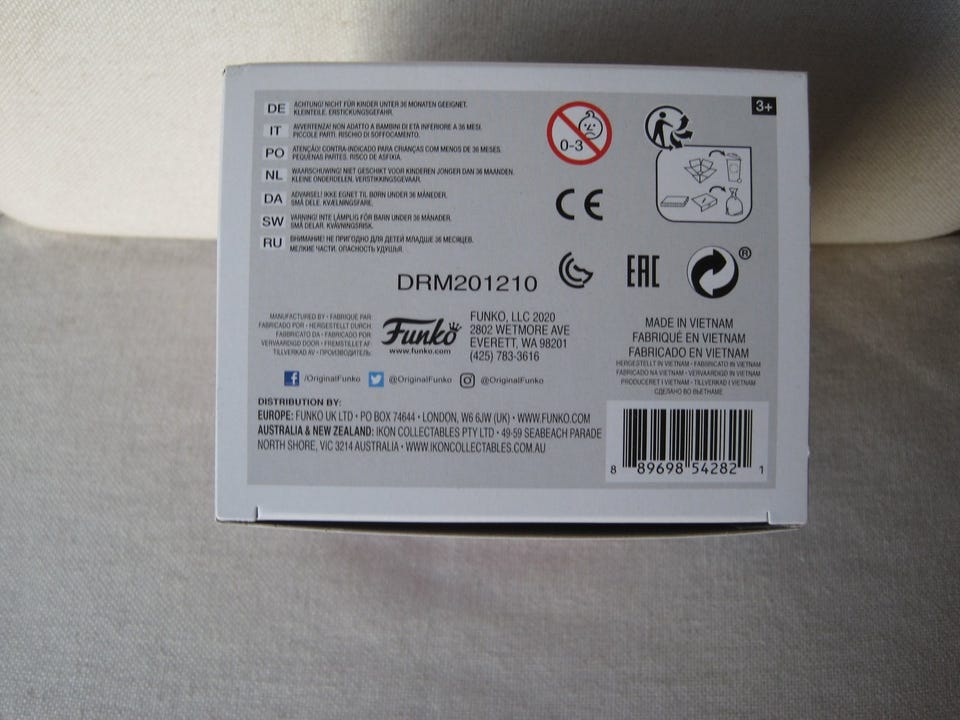 DE ACHTUNG! NICHT FÜR KINDER UNTER 36 MONATEN GEEIGNET.
KLEINTEILE. ERSTICKUNGSGEFAHR.
IT AVVERTENZA! NON ADATTO A BAMBINI DI ETÀ INFERIORE A 36 MESI.
PICCOLE PARTI. RISCHIO DI SOFFOCAMENTO.
PO ATENÇÃO! CONTRA-INDICADO PARA CRIANÇAS COM MENOS DE 36 MESES.
PEQUENAS PARTES. RISCO DE ASFIXIA.
NL WAARSCHUWING! NIET GESCHIKT VOOR KINDEREN JONGER DAN 36 MAANDEN.
KLEINE ONDERDELEN. VERSTIKKINGSGEVAAR.
DA ADVARSEL! IKKE EGNET TIL BØRN UNDER 36 MÅNEDER.
SMÅ DELE. KVÆLNINGSFARE.
SW VARNING! INTE LÄMPLIG FÖR BARN UNDER 36 MÅNADER.
SMÅ DELAR. KVÄVNINGSRISK.
RU ВНИМАНИЕ! НЕ ПРИГОДНО ДЛЯ ДЕТЕЙ МЛАДШЕ 36 МЕСЯЦЕВ.
МЕЛКИЕ ЧАСТИ. ОПАСНОСТЬ УДУШЬЯ.
0-3
3+
CE
DRM201210
EAC
®
MANUFACTURED BY • FABRIQUÉ PAR
FABRICADO POR • HERGESTELLT DURCH
FABBRICATO DA • FABRICADO POR
VERVAARDIGD DOOR • FREMSTILLET AF
TILLVERKAD AV • ПРОИЗВОДИТЕЛЬ:
Funko
www.funko.com
FUNKO, LLC 2020
2802 WETMORE AVE
EVERETT, WA 98201
(425) 783-3616
MADE IN VIETNAM
FABRIQUÉ EN VIETNAM
FABRICADO EN VIETNAM
HERGESTELLT IN VIETNAM • FABBRICATO IN VIETNAM
FABRICADO NA VIETNAM • VERVAARDIGD IN VIETNAM
PRODUCERET I VIETNAM • TILLVERKAD I VIETNAM
СДЕЛАНО ВО ВЬЕТНАМЕ
/OriginalFunko @OriginalFunko @OriginalFunko
DISTRIBUTION BY:
EUROPE: FUNKO UK LTD • PO BOX 74644 • LONDON, W6 6JW (UK) • WWW.FUNKO.COM
AUSTRALIA & NEW ZEALAND: IKON COLLECTABLES PTY LTD • 49-59 SEABEACH PARADE
NORTH SHORE, VIC 3214 AUSTRALIA • WWW.IKONCOLLECTABLES.COM.AU
8 89698 54282 1